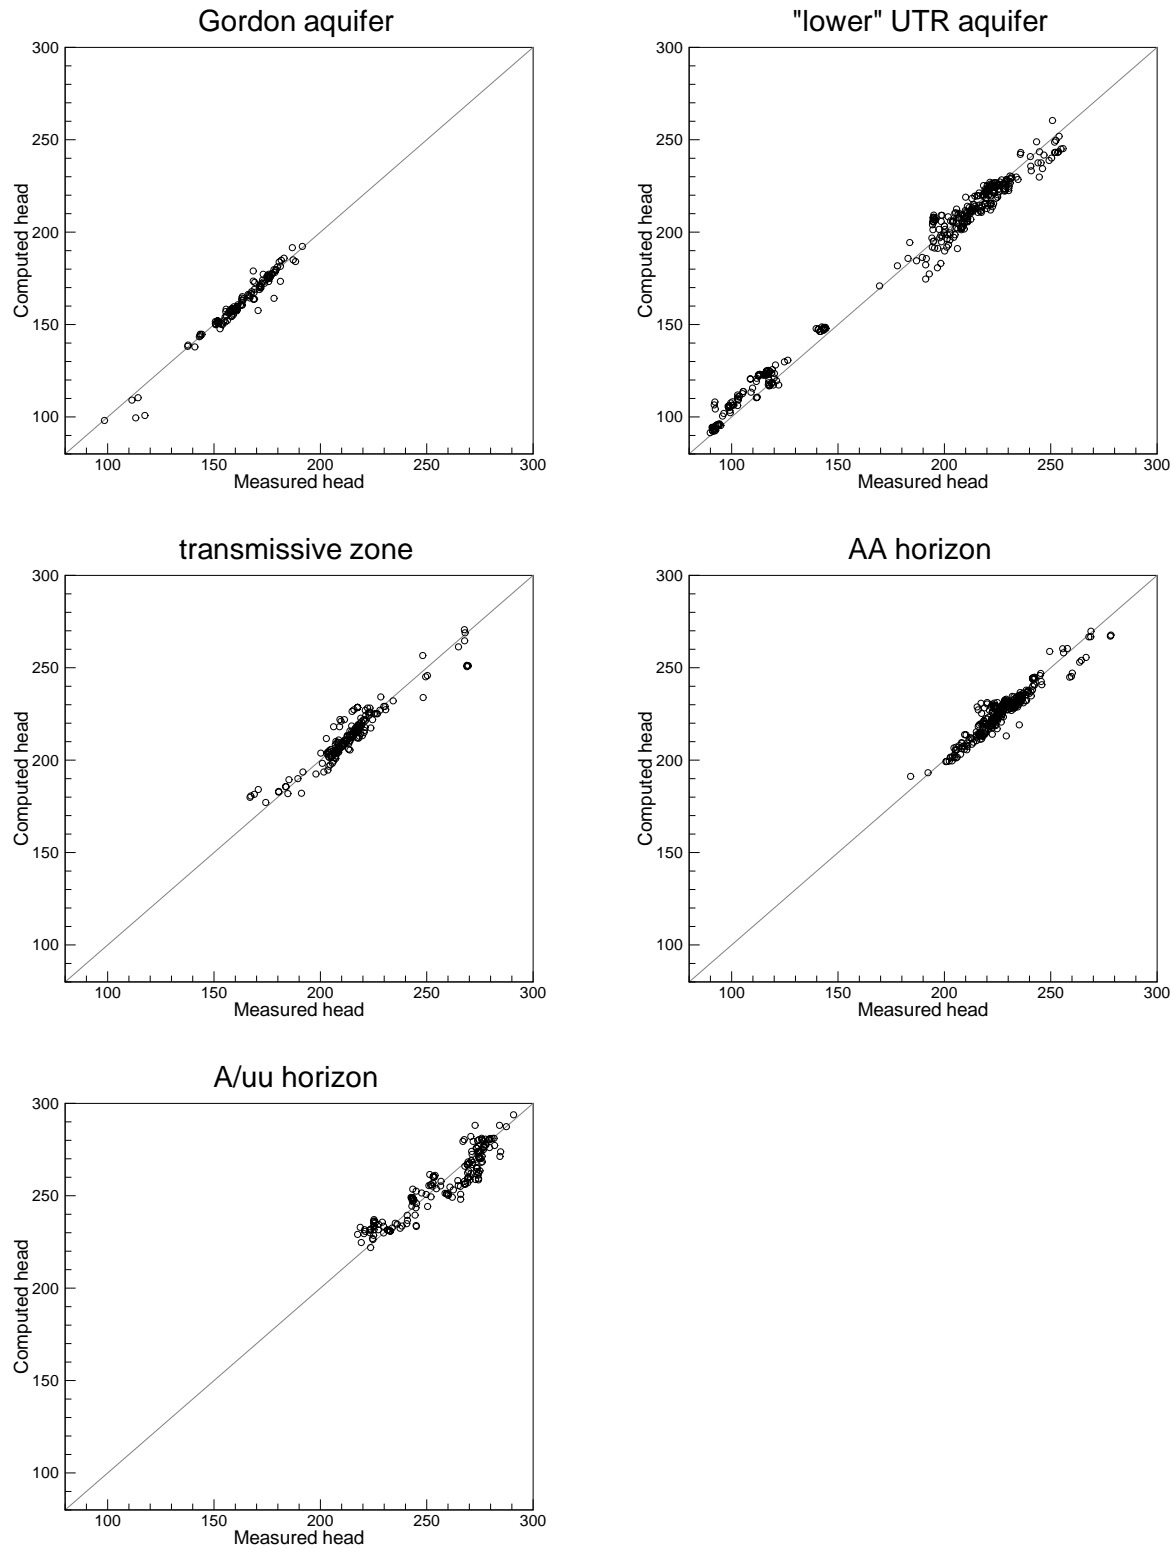 Gordon aquifer
300
250
200
150
100
Computed head
100 150 200 250 300
Measured head
"lower" UTR aquifer
300
250
200
150
100
Computed head
100 150 200 250 300
Measured head
transmissive zone
300
250
200
150
100
Computed head
100 150 200 250 300
Measured head
AA horizon
300
250
200
150
100
Computed head
100 150 200 250 300
Measured head
A/uu horizon
300
250
200
150
100
Computed head
100 150 200 250 300
Measured head